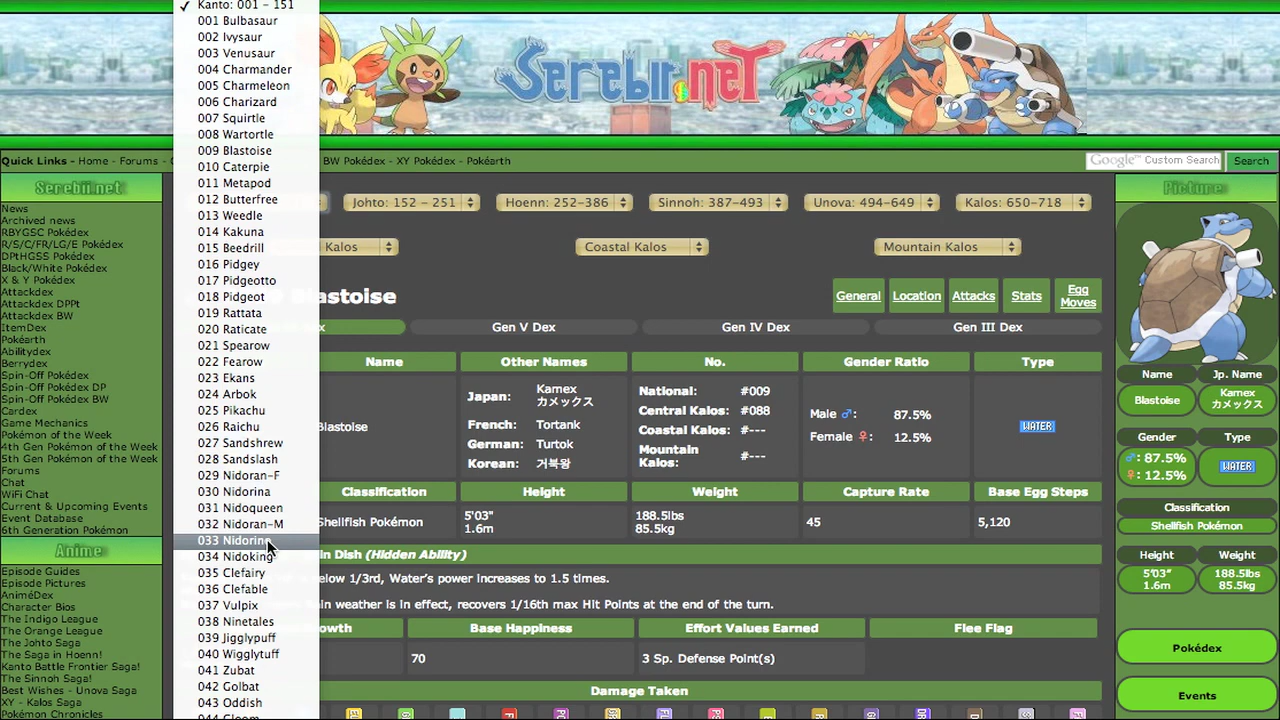 ✓ Kanto: 001 - 151
001 Bulbasaur
002 Ivysaur
003 Venusaur
004 Charmander
005 Charmeleon
006 Charizard
007 Squirtle
008 Wartortle
009 Blastoise
010 Caterpie
011 Metapod
012 Butterfree
013 Weedle
014 Kakuna
015 Beedrill
016 Pidgey
017 Pidgeotto
018 Pidgeot
019 Rattata
020 Raticate
021 Spearow
022 Fearow
023 Ekans
024 Arbok
025 Pikachu
026 Raichu
027 Sandshrew
028 Sandslash
029 Nidoran-F
030 Nidorina
031 Nidoqueen
032 Nidoran-M
033 Nidorino
034 Nidoking
035 Clefairy
036 Clefable
037 Vulpix
038 Ninetales
039 Jigglypuff
040 Wigglytuff
041 Zubat
042 Golbat
043 Oddish
044 Gloom
Serebii.net
Quick Links - Home - Forums -
BW Pokédex - XY Pokédex - Pokéarth
Google™ Custom Search
Search
Serebii.net
News
Archived news
RBYGSC Pokédex
R/S/C/FR/LG/E Pokédex
DPtHGSS Pokédex
Black/White Pokédex
X & Y Pokédex
Attackdex
Attackdex DPPt
Attackdex BW
ItemDex
Pokéarth
Abilitydex
Berrydex
Spin-Off Pokédex
Spin-Off Pokédex DP
Spin-Off Pokédex BW
Cardex
Game Mechanics
Pokémon of the Week
4th Gen Pokémon of the Week
5th Gen Pokémon of the Week
Forums
Chat
WiFi Chat
Current & Upcoming Events
Event Database
6th Generation Pokémon
Anime
Episode Guides
Episode Pictures
AniméDex
Character Bios
The Indigo League
The Orange League
The Johto Saga
The Saga in Hoenn!
Kanto Battle Frontier Saga!
The Sinnoh Saga!
Best Wishes - Unova Saga
XY - Kalos Saga
Pokémon Chronicles
Johto: 152 - 251
Hoenn: 252-386
Sinnoh: 387-493
Unova: 494-649
Kalos: 650-718
Kalos
Coastal Kalos
Mountain Kalos
Blastoise
General
Location
Attacks
Stats
Egg Moves
Gen V Dex
Gen IV Dex
Gen III Dex
Name
Other Names
No.
Gender Ratio
Type
Blastoise
Japan: Kamex
カメックス
French: Tortank
German: Turtok
Korean: 거북왕
National: #009
Central Kalos: #088
Coastal Kalos: #---
Mountain Kalos: #---
Male ♂: 87.5%
Female ♀: 12.5%
WATER
Classification
Height
Weight
Capture Rate
Base Egg Steps
Shellfish Pokémon
5'03"
1.6m
188.5lbs
85.5kg
45
5,120
Dish (Hidden Ability)
below 1/3rd, Water's power increases to 1.5 times.
weather is in effect, recovers 1/16th max Hit Points at the end of the turn.
Base Happiness
Effort Values Earned
Flee Flag
70
3 Sp. Defense Point(s)
Damage Taken
Picture
Name
Jp. Name
Blastoise
Kamex
カメックス
Gender
Type
♂: 87.5%
♀: 12.5%
WATER
Classification
Shellfish Pokémon
Height
Weight
5'03"
1.6m
188.5lbs
85.5kg
Pokédex
Events